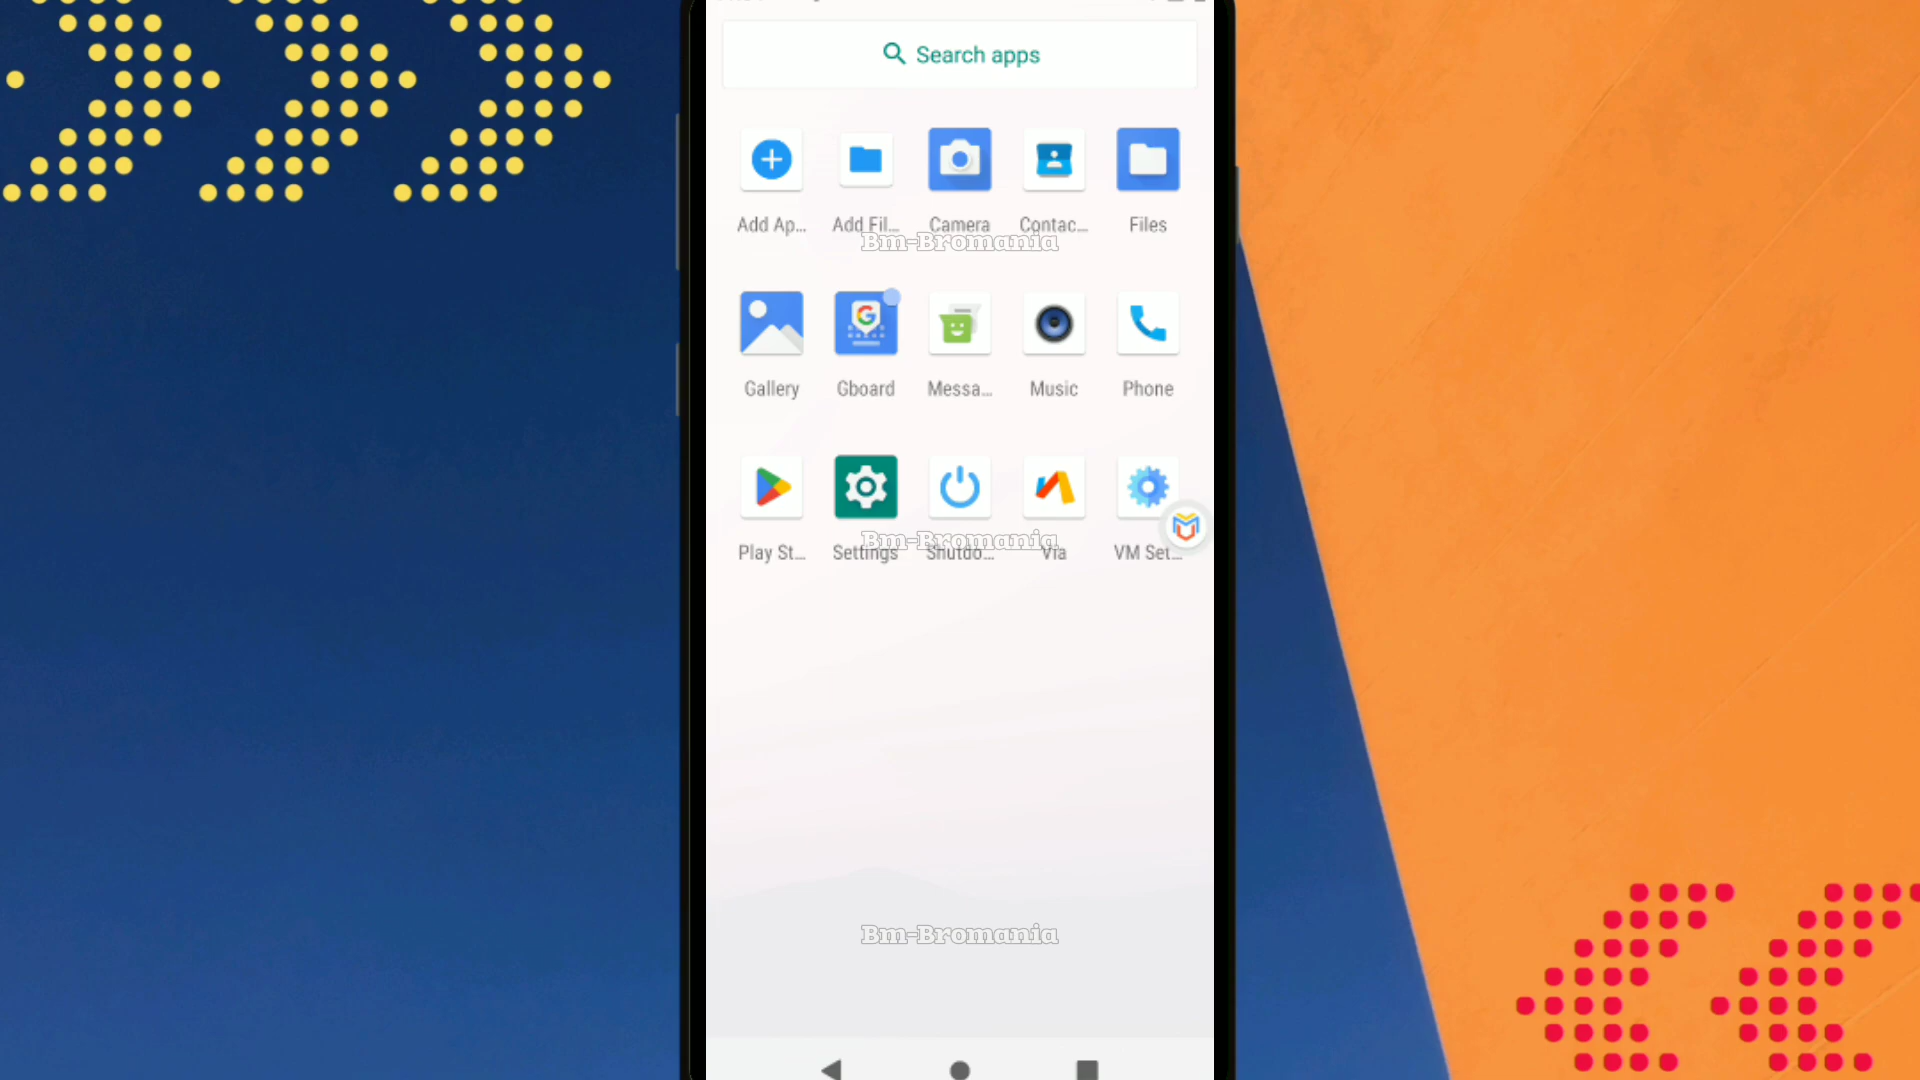 Search apps
Add Ap...
Add Fil...
Camera
Contac...
Files
Bm-Bromania
Gallery
Gboard
Messa...
Music
Phone
Bm-Bromania
Play St...
Settings
Shutdo...
Via
VM Set...
Bm-Bromania